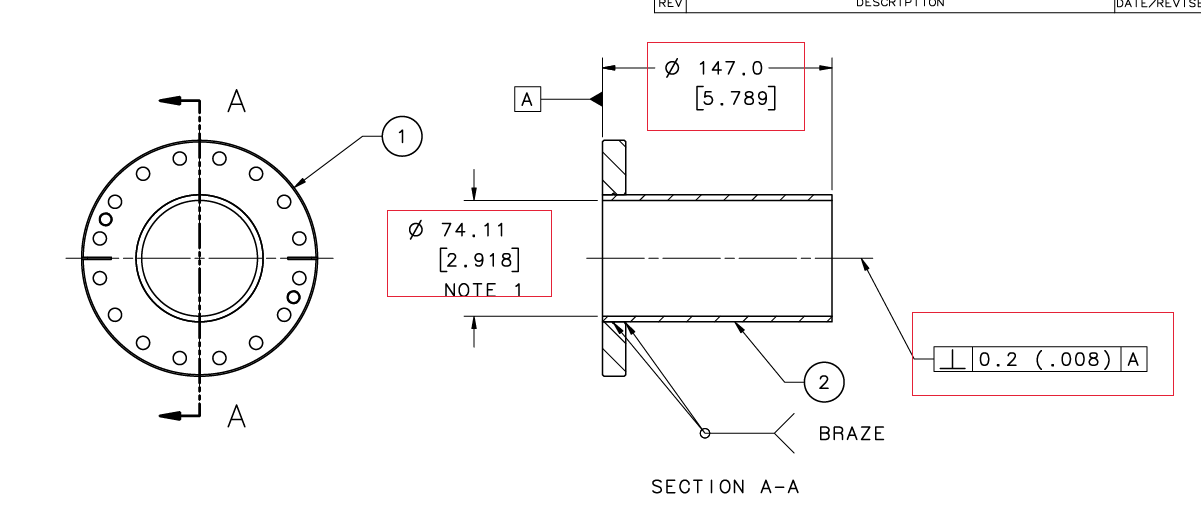 REV DESCRIPTION DATE/REVISE
A
1
A
Ø 147.0
[5.789]
A
Ø 74.11
[2.918]
NOTE 1
⟂ 0.2 (.008) A
2
BRAZE
SECTION A-A